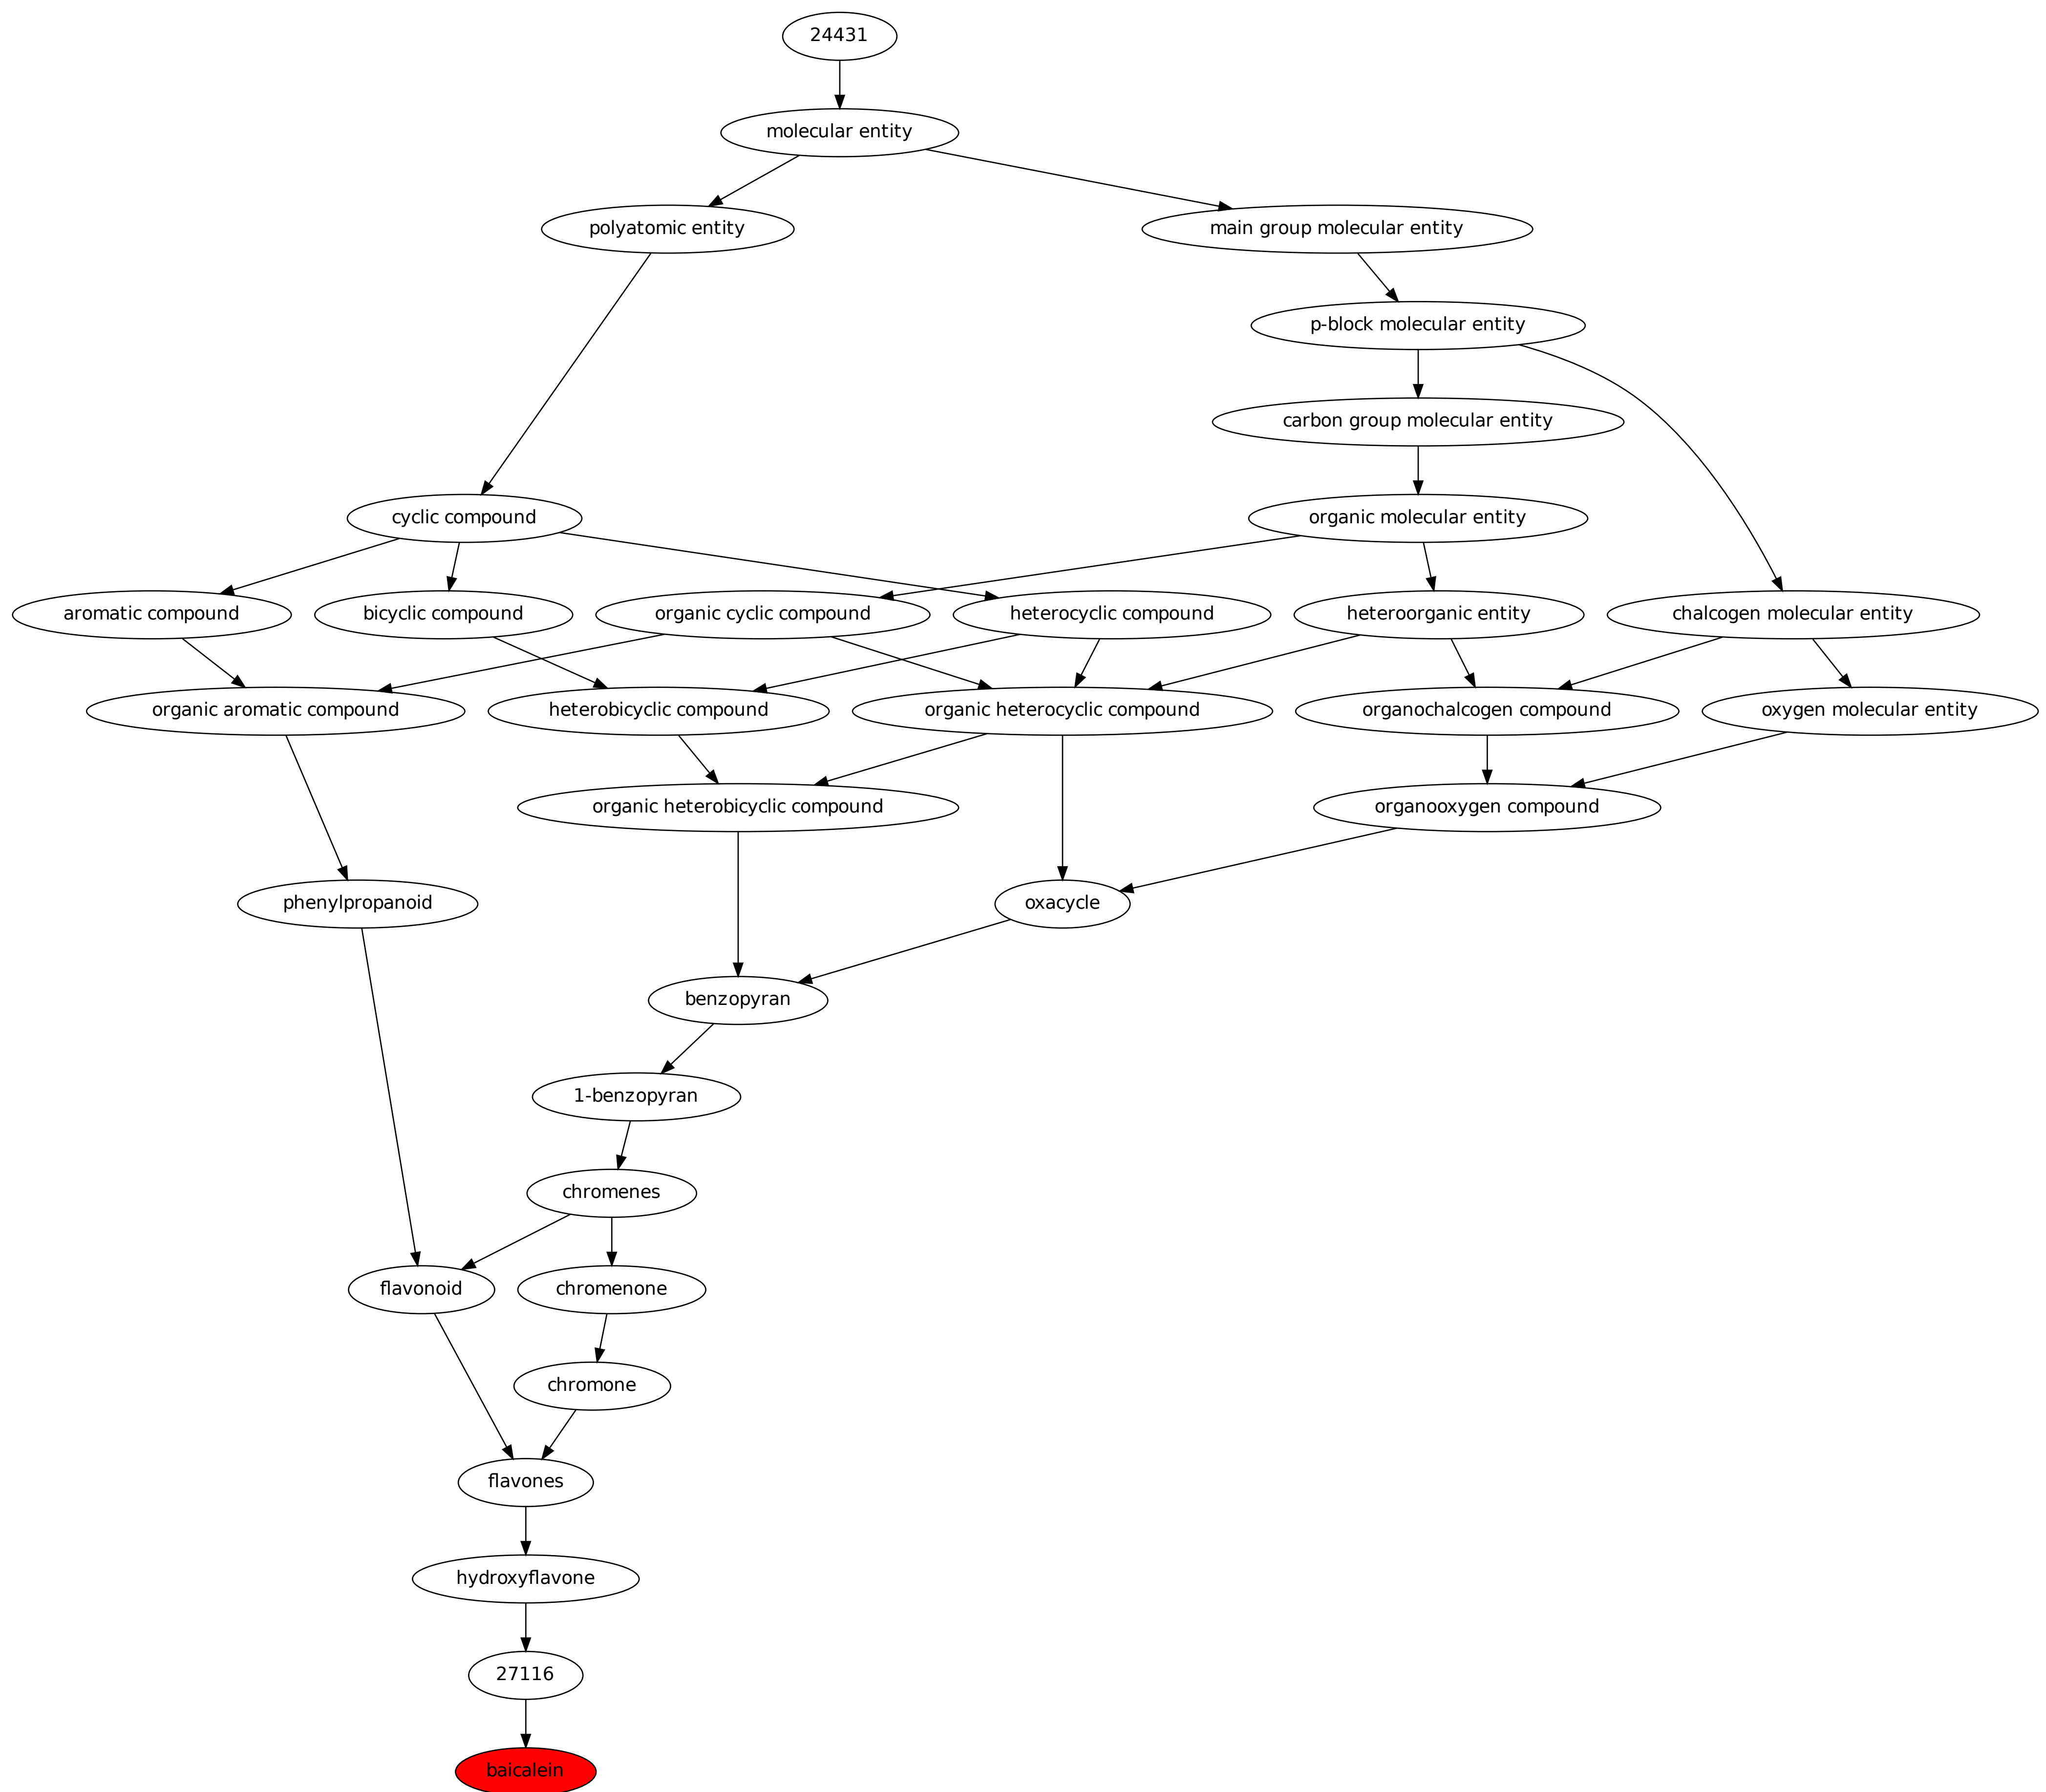 24431
molecular entity
polyatomic entity
main group molecular entity
p-block molecular entity
carbon group molecular entity
cyclic compound
organic molecular entity
aromatic compound
bicyclic compound
organic cyclic compound
heterocyclic compound
heteroorganic entity
chalcogen molecular entity
organic aromatic compound
heterobicyclic compound
organic heterocyclic compound
organochalcogen compound
oxygen molecular entity
organic heterobicyclic compound
organooxygen compound
phenylpropanoid
oxacycle
benzopyran
1-benzopyran
chromenes
flavonoid
chromenone
chromone
flavones
hydroxyflavone
27116
baicalein